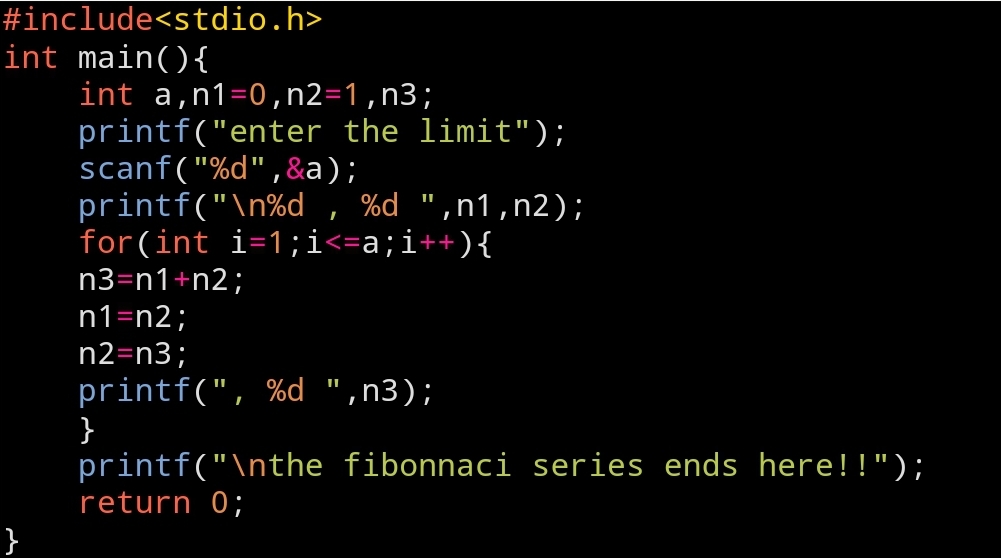 #include<stdio.h>
int main(){
    int a,n1=0,n2=1,n3;
    printf("enter the limit");
    scanf("%d",&a);
    printf("\n%d , %d ",n1,n2);
    for(int i=1;i<=a;i++){
    n3=n1+n2;
    n1=n2;
    n2=n3;
    printf(", %d ",n3);
    }
    printf("\nthe fibonnaci series ends here!!");
    return 0;
}